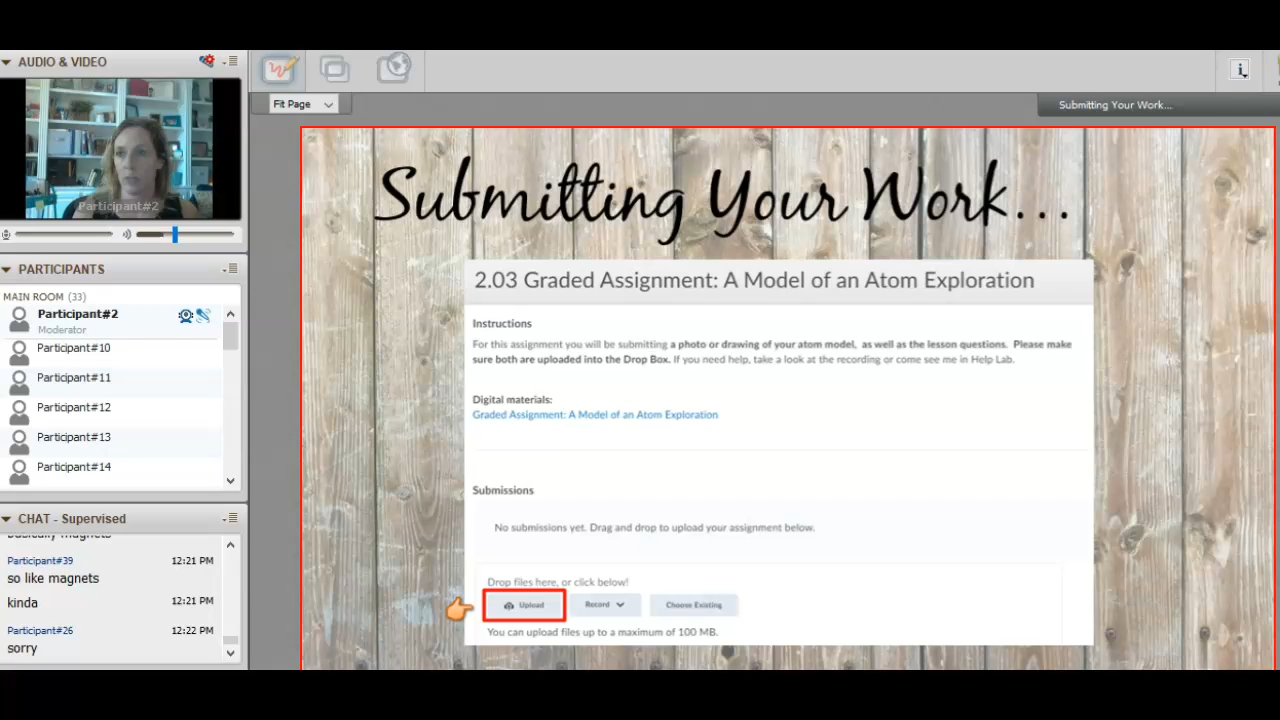 AUDIO & VIDEO
Participant#2
PARTICIPANTS
MAIN ROOM (33)
Participant#2
Moderator
Participant#10
Participant#11
Participant#12
Participant#13
Participant#14
CHAT - Supervised
basically magnets
Participant#39 12:21 PM
so like magnets
kinda 12:21 PM
Participant#26 12:22 PM
sorry
Fit Page
Submitting Your Work...
Submitting Your Work...
2.03 Graded Assignment: A Model of an Atom Exploration
Instructions
For this assignment you will be submitting a photo or drawing of your atom model, as well as the lesson questions. Please make
sure both are uploaded into the Drop Box. If you need help, take a look at the recording or come see me in Help Lab.
Digital materials:
Graded Assignment: A Model of an Atom Exploration
Submissions
No submissions yet. Drag and drop to upload your assignment below.
Drop files here, or click below!
Upload Record Choose Existing
You can upload files up to a maximum of 100 MB.